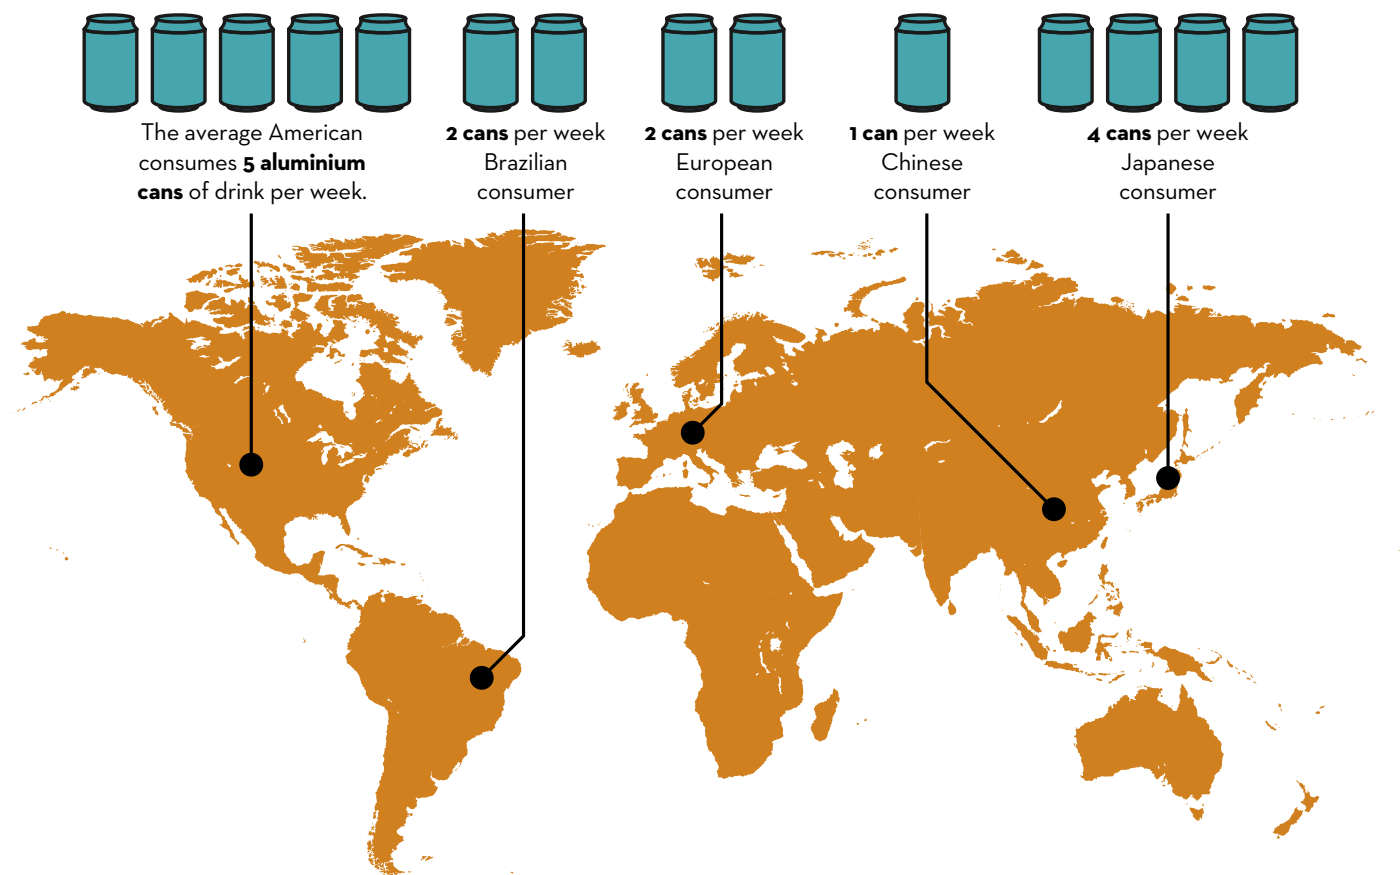 The average American
consumes 5 aluminium
cans of drink per week.
2 cans per week
Brazilian
consumer
2 cans per week
European
consumer
1 can per week
Chinese
consumer
4 cans per week
Japanese
consumer